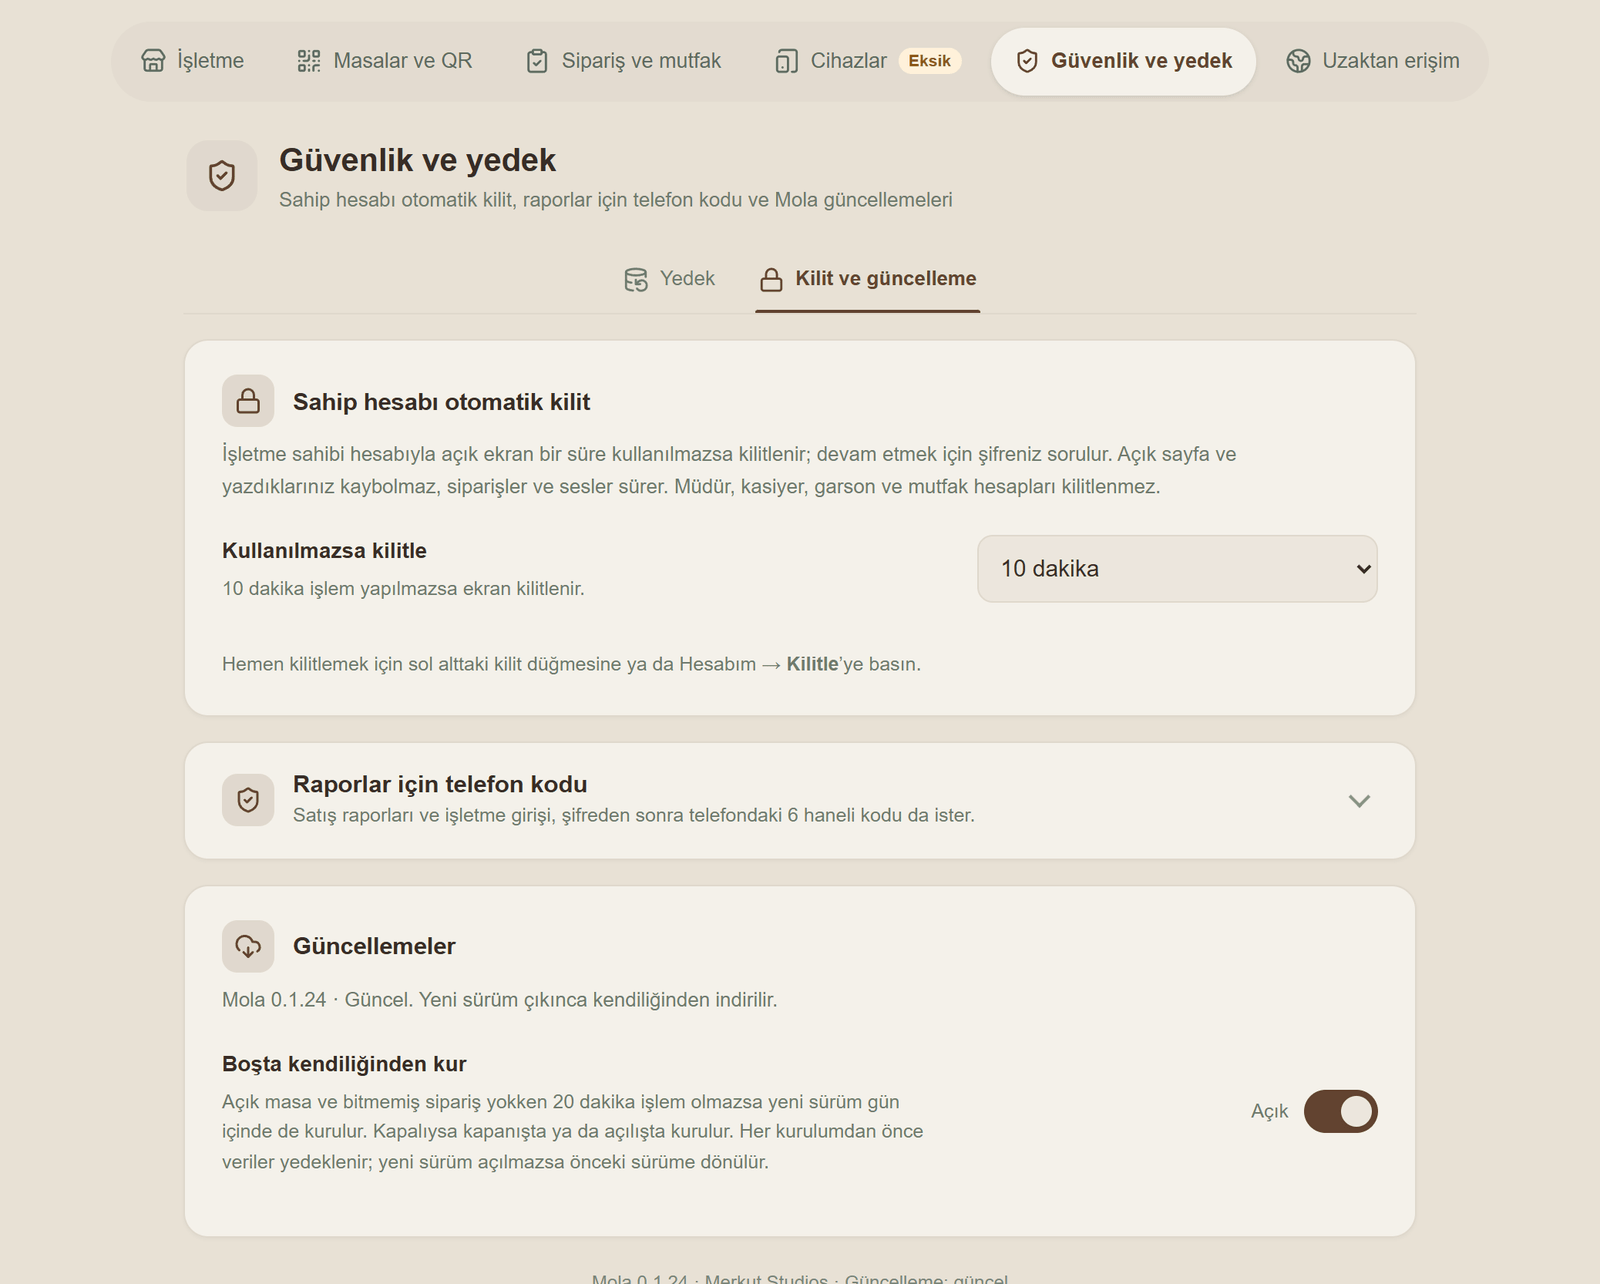 İşletme
Masalar ve QR
Sipariş ve mutfak
Cihazlar
Eksik
Güvenlik ve yedek
Uzaktan erişim
Güvenlik ve yedek
Sahip hesabı otomatik kilit, raporlar için telefon kodu ve Mola güncellemeleri
Yedek
Kilit ve güncelleme
Sahip hesabı otomatik kilit
İşletme sahibi hesabıyla açık ekran bir süre kullanılmazsa kilitlenir; devam etmek için şifreniz sorulur. Açık sayfa ve
yazdıklarınız kaybolmaz, siparişler ve sesler sürer. Müdür, kasiyer, garson ve mutfak hesapları kilitlenmez.
Kullanılmazsa kilitle
10 dakika işlem yapılmazsa ekran kilitlenir.
10 dakika
Hemen kilitlemek için sol alttaki kilit düğmesine ya da Hesabım → Kilitle’ye basın.
Raporlar için telefon kodu
Satış raporları ve işletme girişi, şifreden sonra telefondaki 6 haneli kodu da ister.
Güncellemeler
Mola 0.1.24 · Güncel. Yeni sürüm çıkınca kendiliğinden indirilir.
Boşta kendiliğinden kur
Açık masa ve bitmemiş sipariş yokken 20 dakika işlem olmazsa yeni sürüm gün
içinde de kurulur. Kapalıysa kapanışta ya da açılışta kurulur. Her kurulumdan önce
veriler yedeklenir; yeni sürüm açılmazsa önceki sürüme dönülür.
Açık
Mola 0.1.24 · Merkut Studios · Güncelleme: güncel